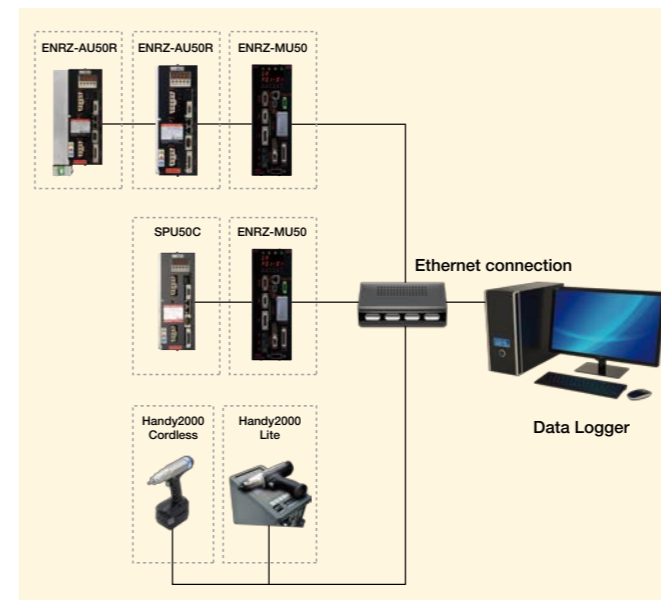 ENRZ-AU50R
ENRZ-AU50R
ENRZ-MU50
SPU50C
ENRZ-MU50
Ethernet connection
Data Logger
Handy2000
Cordless
Handy2000
Lite